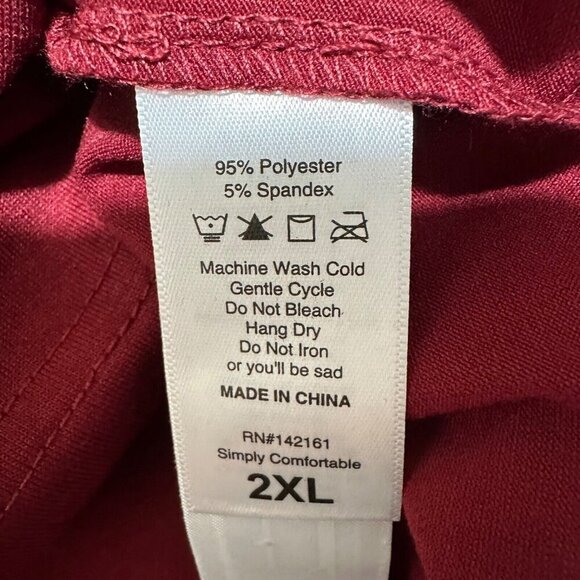 95% Polyester
5% Spandex
Machine Wash Cold
Gentle Cycle
Do Not Bleach
Hang Dry
Do Not Iron
or you'll be sad
MADE IN CHINA
RN#142161
Simply Comfortable
2XL